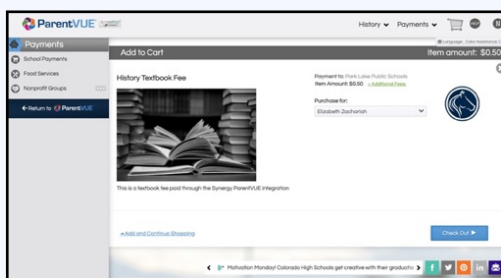 ParentVUE
History
Payments
Payments
School Payments
Food Services
Nonprofit Groups
Return to ParentVUE
Add to Cart
Item amount: $0.50
History Textbook Fee
Payment to: Park Lake Public Schools
Item Amount $0.50 +Additional Fees
Purchase for:
Elizabeth Zachariah
This is a textbook fee paid through the Synergy ParentVUE integration
Add and Continue Shopping
Check Out
Motivation Monday! Colorado High Schools get creative with their graduatio